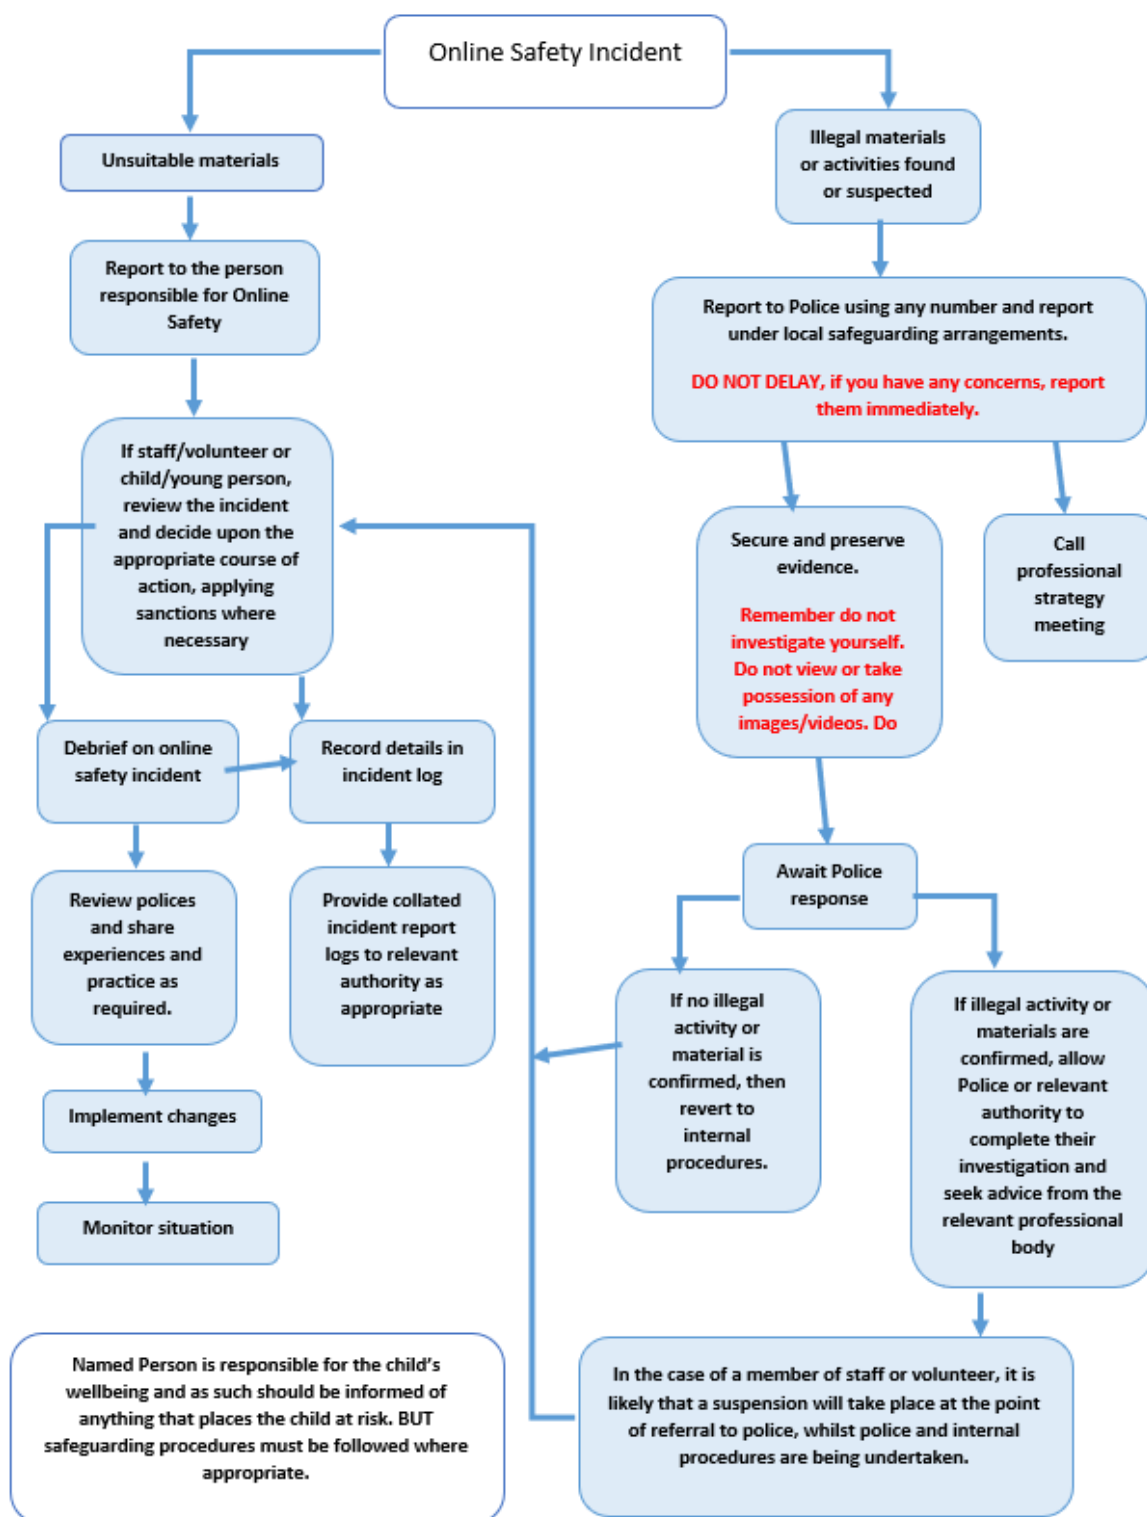 Online Safety Incident
Unsuitable materials
Report to the person
responsible for Online
Safety
If staff/volunteer or
child/young person,
review the incident
and decide upon the
appropriate course of
action, applying
sanctions where
necessary
Debrief on online
safety incident
Record details in
incident log
Review polices
and share
experiences and
practice as
required.
Provide collated
incident report
logs to relevant
authority as
appropriate
Implement changes
Monitor situation
Illegal materials
or activities found
or suspected
Report to Police using any number and report
under local safeguarding arrangements.
DO NOT DELAY, if you have any concerns, report
them immediately.
Secure and preserve
evidence.
Remember do not
investigate yourself.
Do not view or take
possession of any
images/videos. Do
Call
professional
strategy
meeting
Await Police
response
If no illegal
activity or
material is
confirmed, then
revert to
internal
procedures.
If illegal activity or
materials are
confirmed, allow
Police or relevant
authority to
complete their
investigation and
seek advice from the
relevant professional
body
In the case of a member of staff or volunteer, it is
likely that a suspension will take place at the point
of referral to police, whilst police and internal
procedures are being undertaken.
Named Person is responsible for the child’s
wellbeing and as such should be informed of
anything that places the child at risk. BUT
safeguarding procedures must be followed where
appropriate.